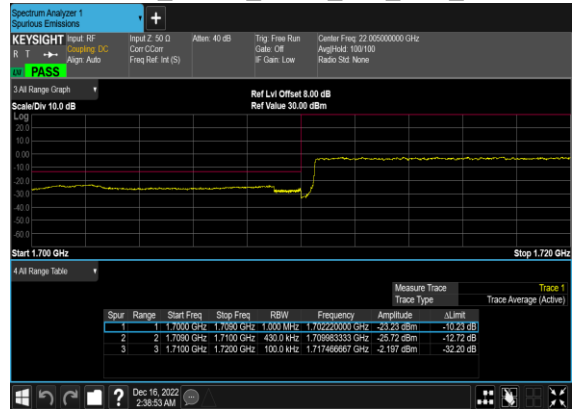 Spectrum Analyzer 1
Spurious Emissions
KEYSIGHT Input: RF Input Z: 50 Ω Atten: 40 dB Trig: Free Run Center Freq: 22.005000000 GHz
R T Coupling: DC Corr CCorr Gate: Off Avg|Hold: 100/100
Align: Auto Freq Ref: Int (S) IF Gain: Low Radio Std: None
PASS
3 All Range Graph
Ref Lvl Offset 8.00 dB
Scale/Div 10.0 dB Ref Value 30.00 dBm
Log
20.0
10.0
0.00
-10.0
-20.0
-30.0
-40.0
-50.0
-60.0
Start 1.700 GHz Stop 1.720 GHz
4 All Range Table
Measure Trace Trace 1
Trace Type Trace Average (Active)
Spur Range Start Freq Stop Freq RBW Frequency Amplitude ΔLimit
1 1 1.7000 GHz 1.7090 GHz 1.000 MHz 1.702220000 GHz -23.23 dBm -10.23 dB
2 2 1.7090 GHz 1.7100 GHz 430.0 kHz 1.709983333 GHz -25.72 dBm -12.72 dB
3 3 1.7100 GHz 1.7200 GHz 100.0 kHz 1.717466667 GHz -2.197 dBm -32.20 dB
? Dec 16, 2022
2:38:53 AM